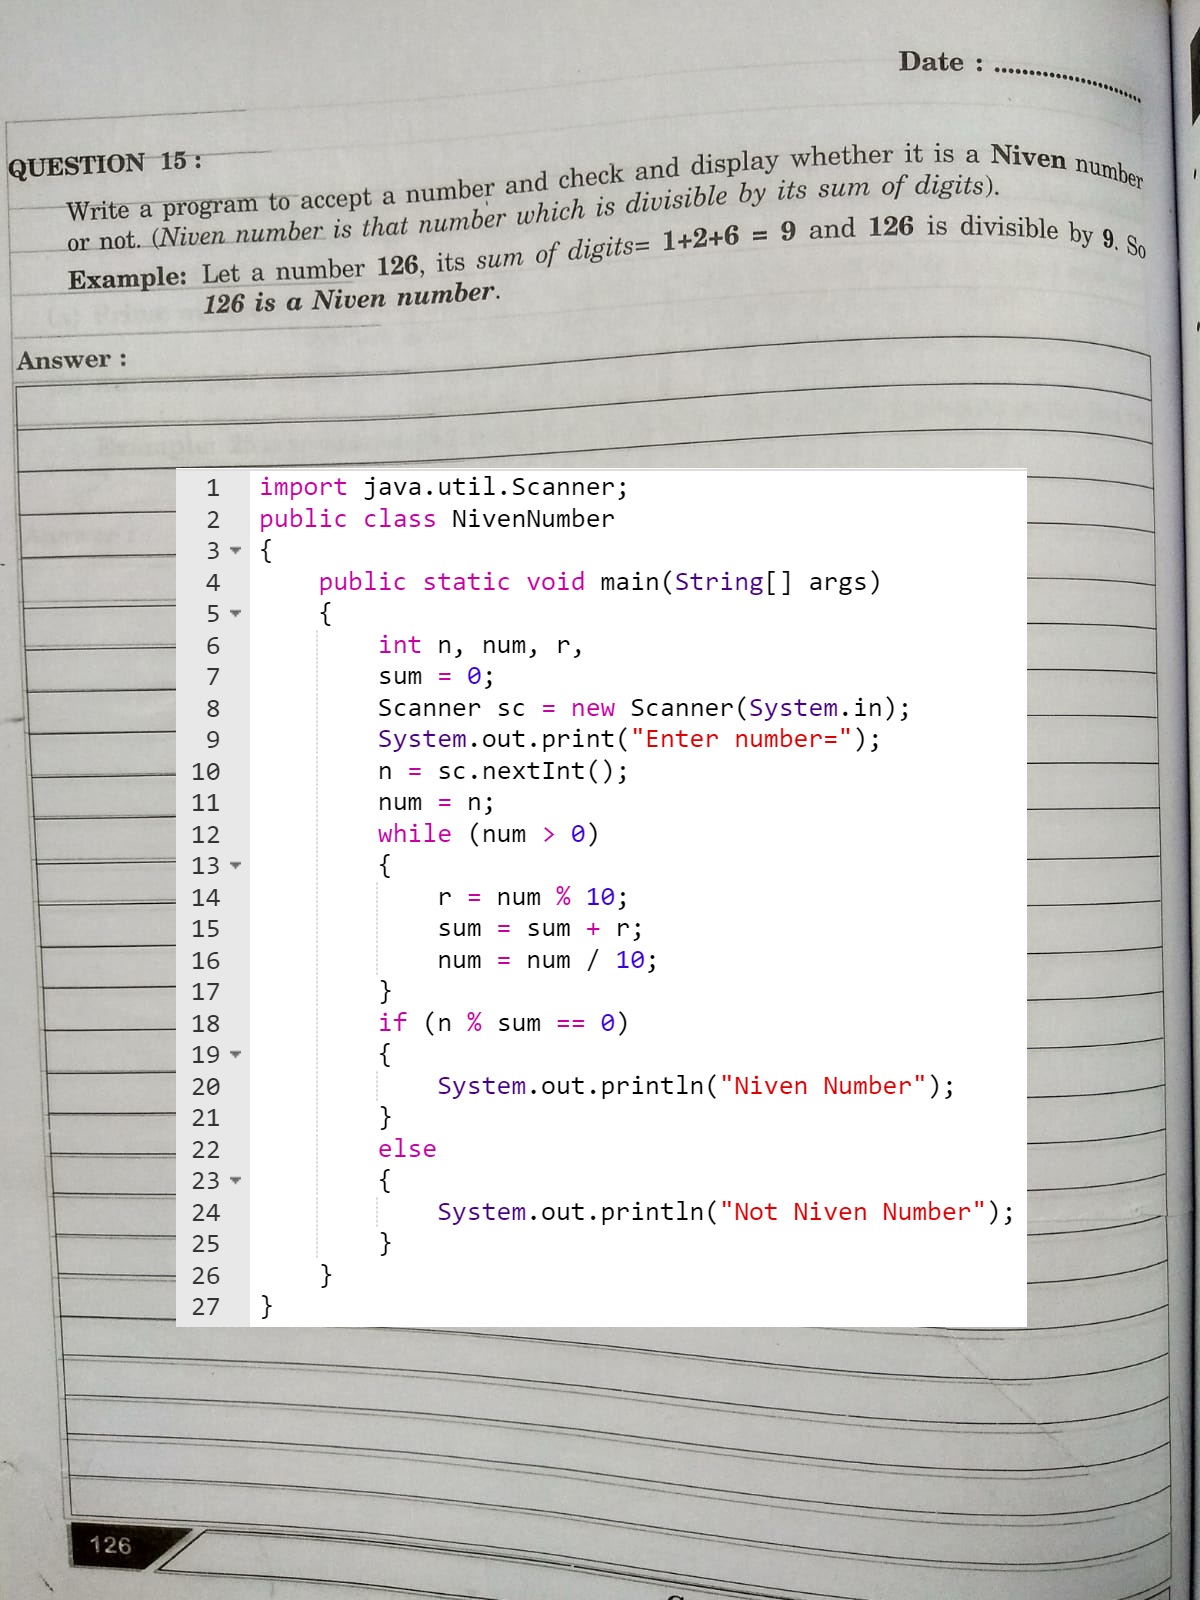 Date : ..............................
QUESTION 15 :
Write a program to accept a number and check and display whether it is a Niven number
or not. (Niven number is that number which is divisible by its sum of digits).
Example: Let a number 126, its sum of digits= 1+2+6 = 9 and 126 is divisible by 9. So
126 is a Niven number.
Answer :
1 import java.util.Scanner;
2 public class NivenNumber
3 {
4 public static void main(String[] args)
5 {
6 int n, num, r,
7 sum = 0;
8 Scanner sc = new Scanner(System.in);
9 System.out.print("Enter number=");
10 n = sc.nextInt();
11 num = n;
12 while (num > 0)
13 {
14 r = num % 10;
15 sum = sum + r;
16 num = num / 10;
17 }
18 if (n % sum == 0)
19 {
20 System.out.println("Niven Number");
21 }
22 else
23 {
24 System.out.println("Not Niven Number");
25 }
26 }
27 }
126